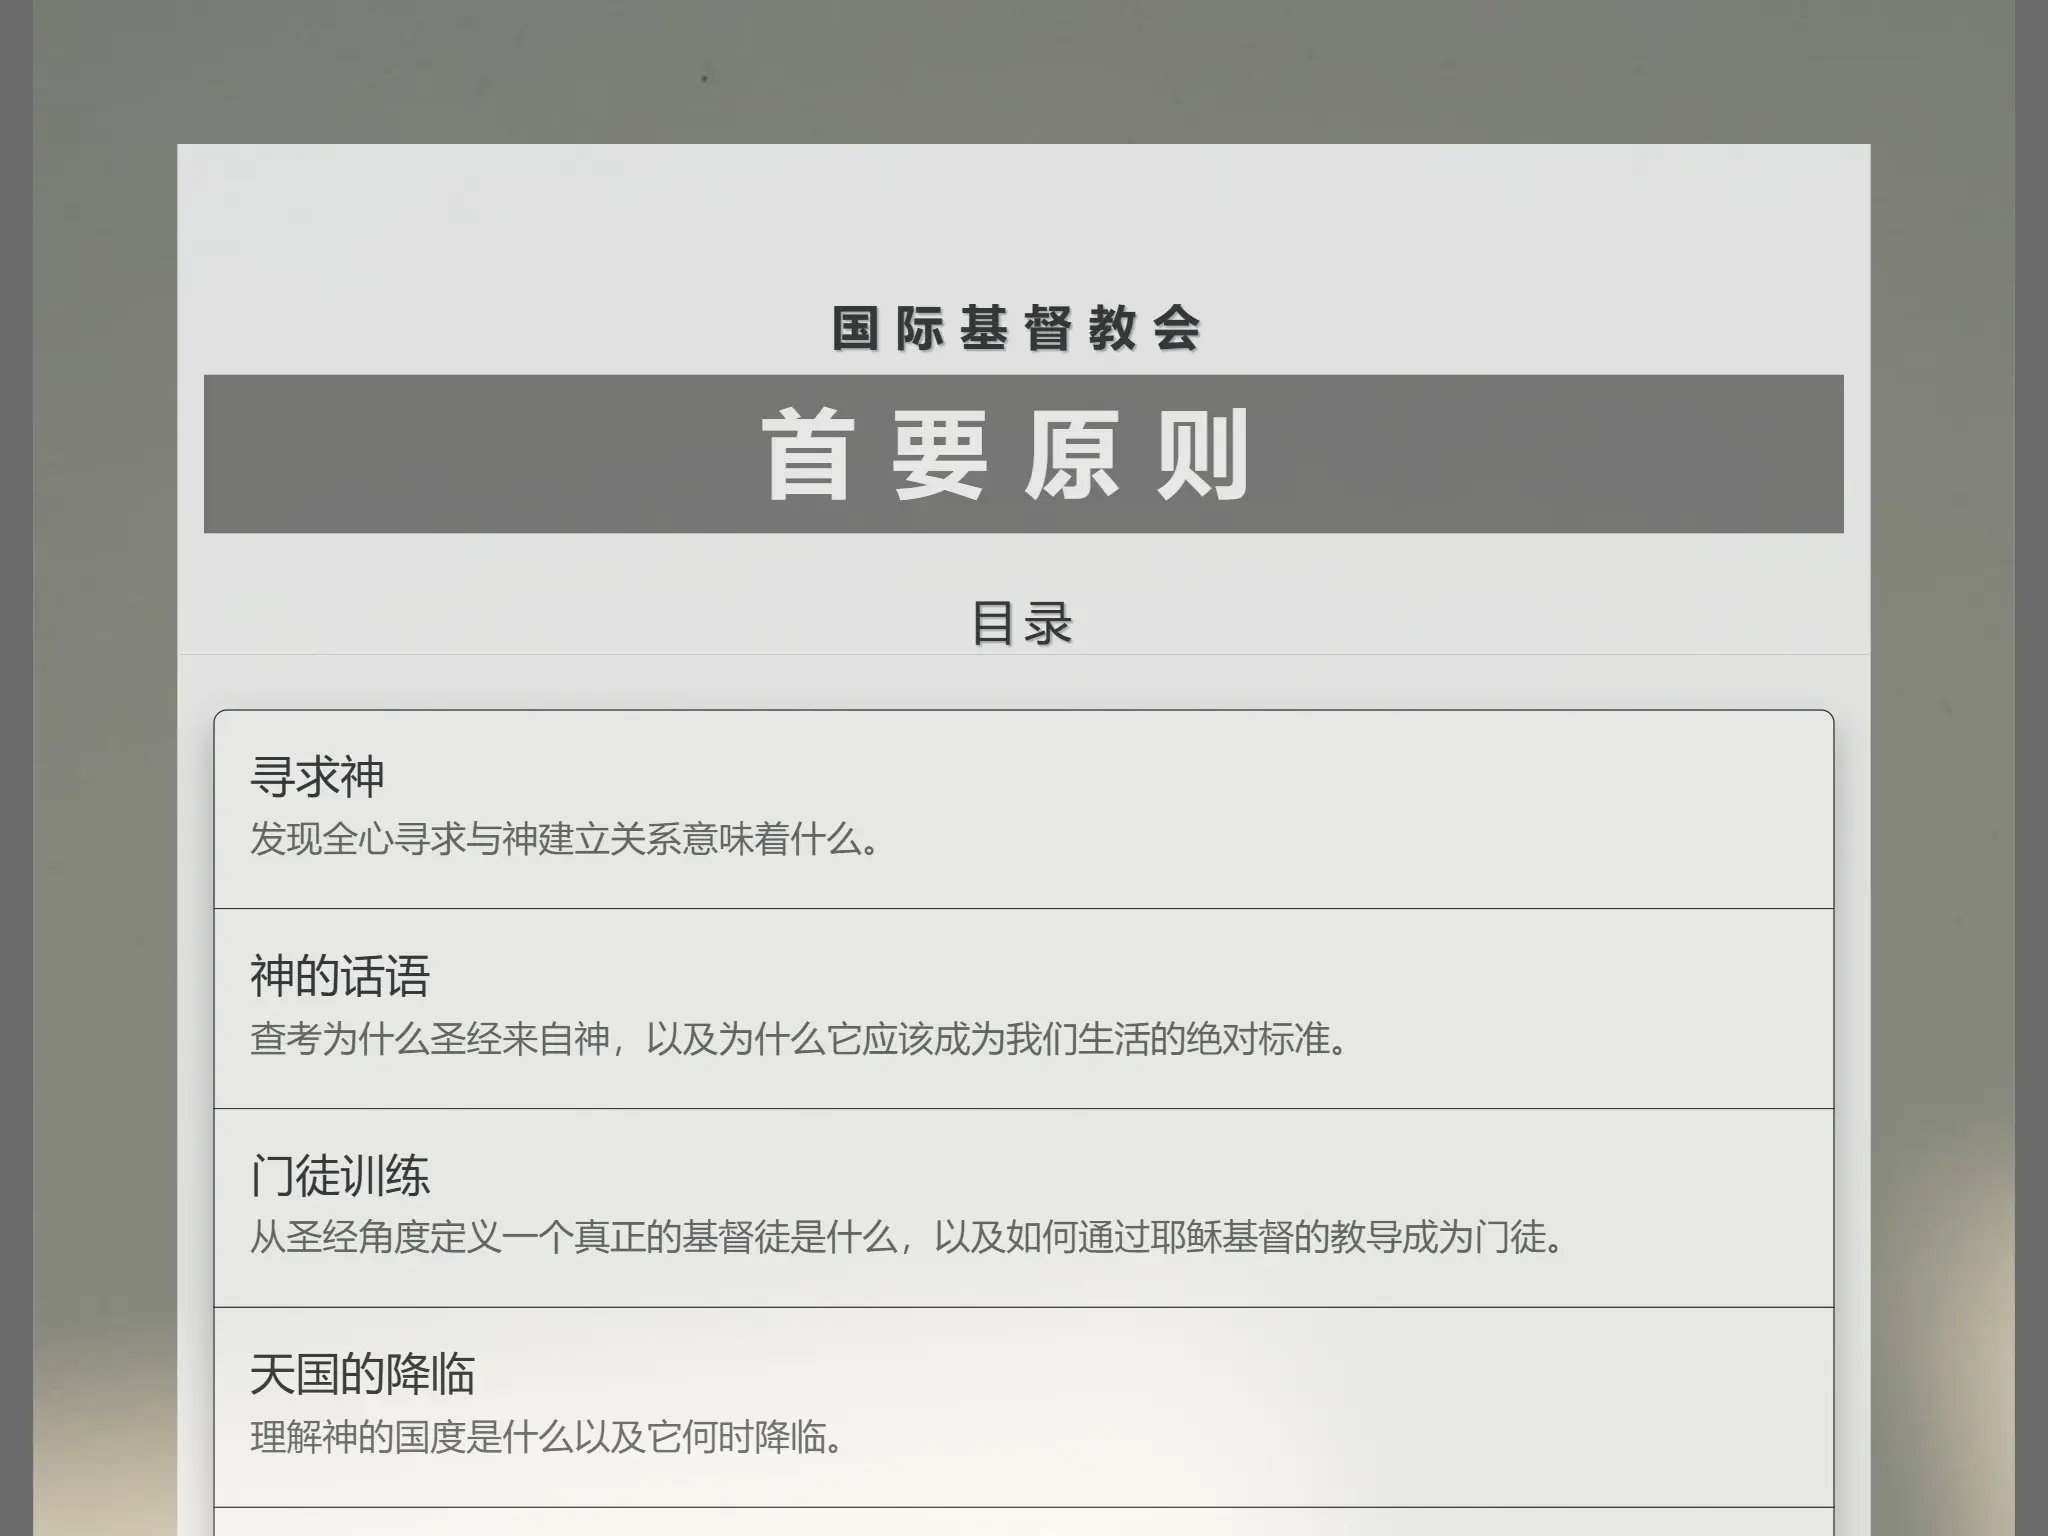 国际基督教会
首要原则
目录
寻求神
发现全心寻求与神建立关系意味着什么。
神的话语
查考为什么圣经来自神，以及为什么它应该成为我们生活的绝对标准。
门徒训练
从圣经角度定义一个真正的基督徒是什么，以及如何通过耶稣基督的教导成为门徒。
天国的降临
理解神的国度是什么以及它何时降临。